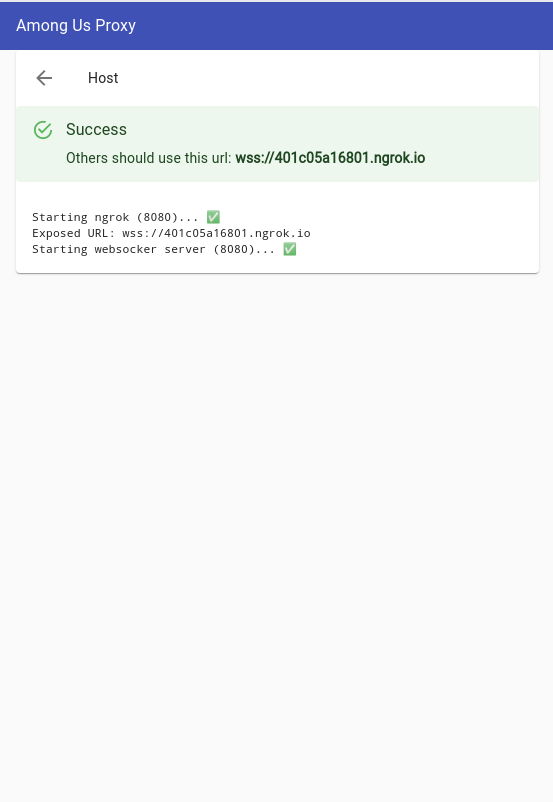 Among Us Proxy
Host
Success
Others should use this url: wss://401c05a16801.ngrok.io
Starting ngrok (8080)... ✅
Exposed URL: wss://401c05a16801.ngrok.io
Starting websocker server (8080)... ✅